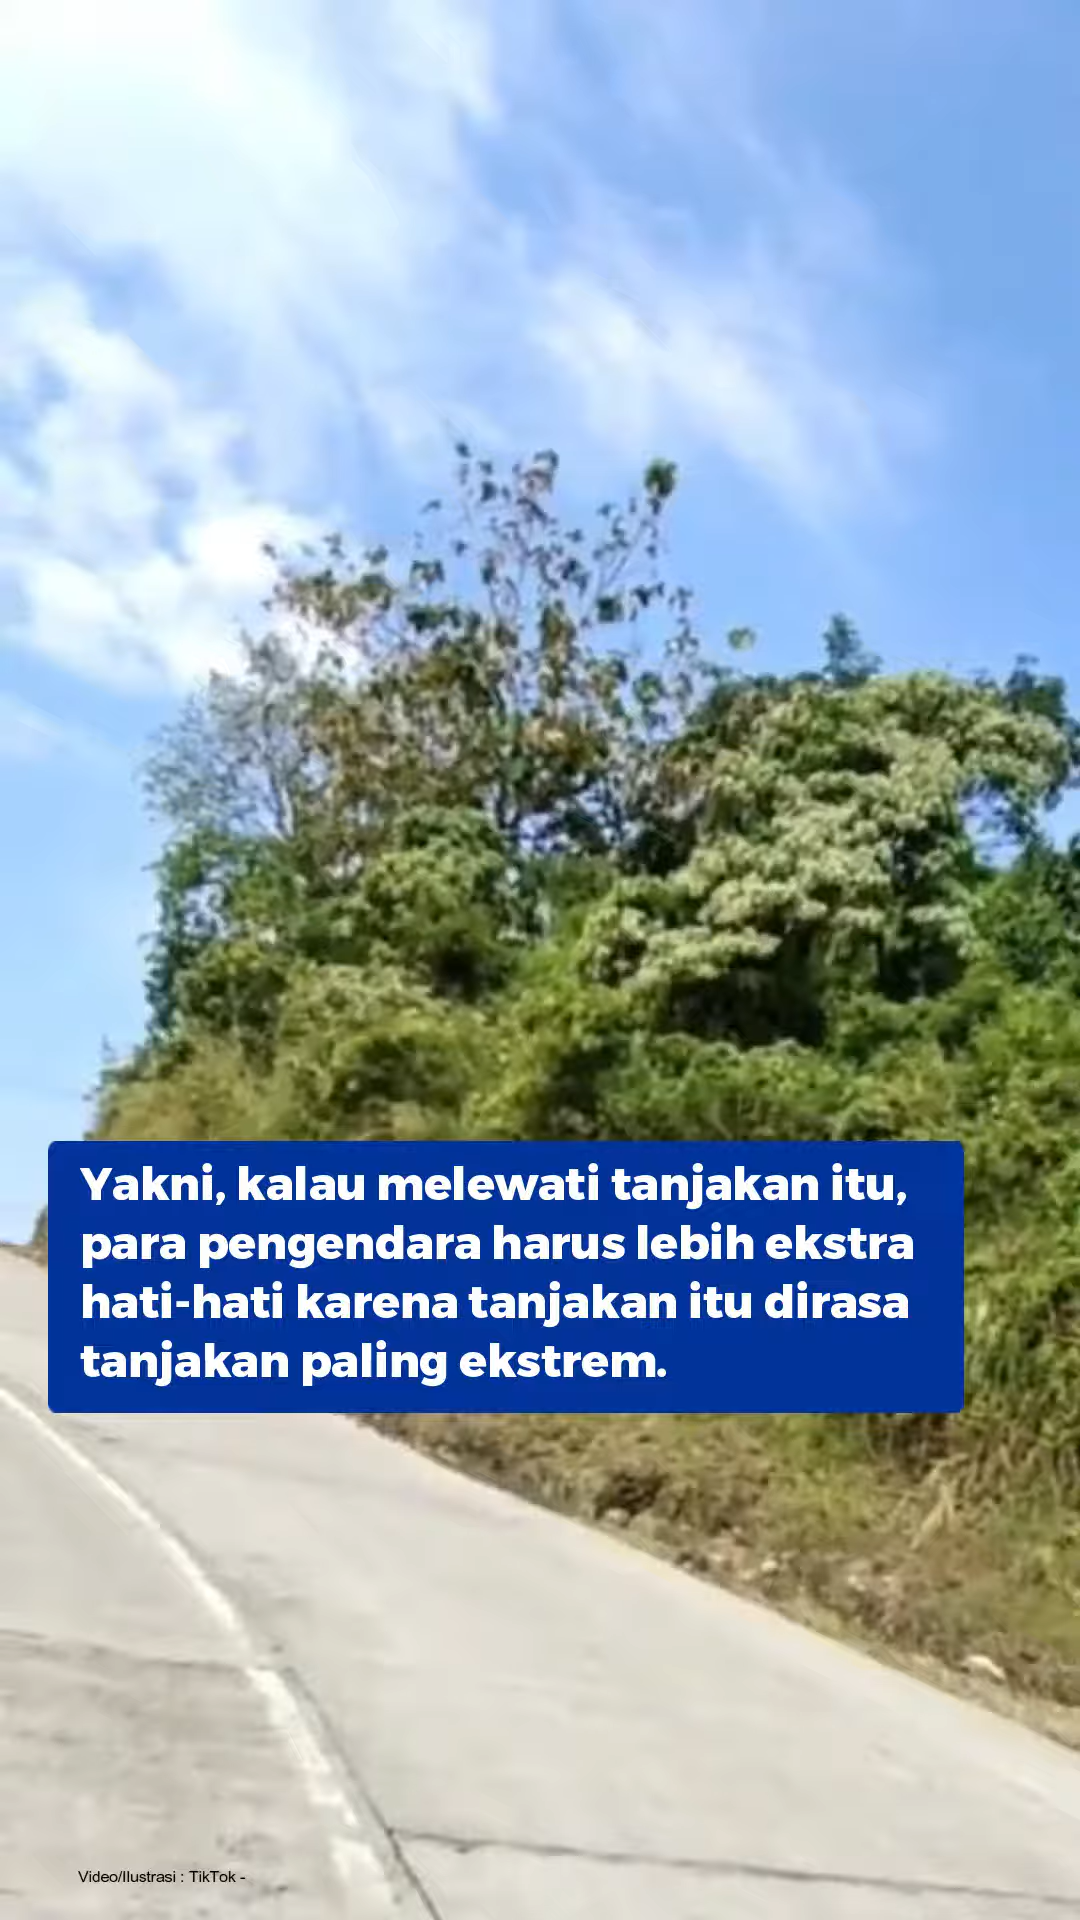 Yakni, kalau melewati tanjakan itu,
para pengendara harus lebih ekstra
hati-hati karena tanjakan itu dirasa
tanjakan paling ekstrem.
Video/Ilustrasi : TikTok -